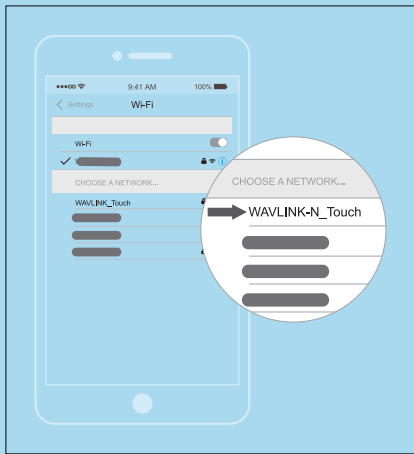 9:41 AM
100%
Settings
Wi-Fi
Wi-Fi
CHOOSE A NETWORK...
WAVLINK_Touch
CHOOSE A NETWORK...
WAVLINK-N_Touch